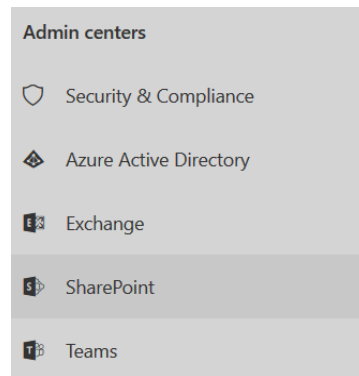 Admin centers
Security & Compliance
Azure Active Directory
E Exchange
S SharePoint
T Teams